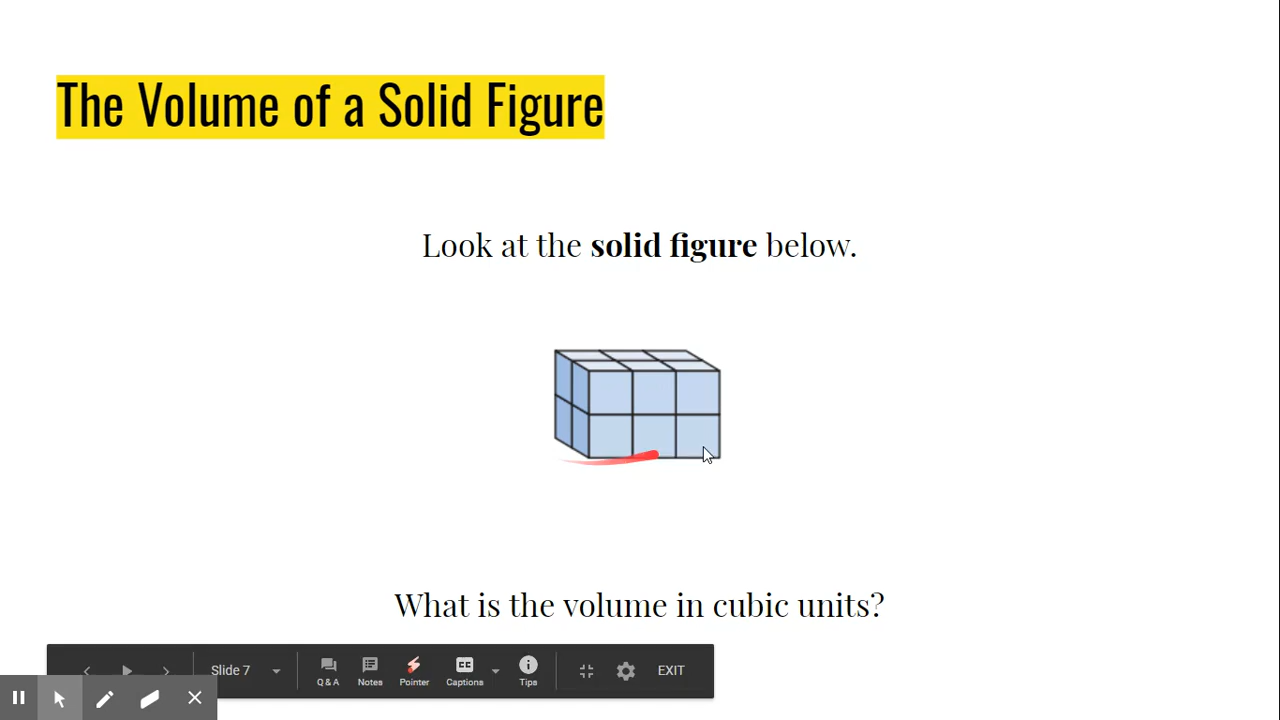 The Volume of a Solid Figure
Look at the solid figure below.
What is the volume in cubic units?
Slide 7
Q & A
Notes
Pointer
CC
Captions
Tips
EXIT